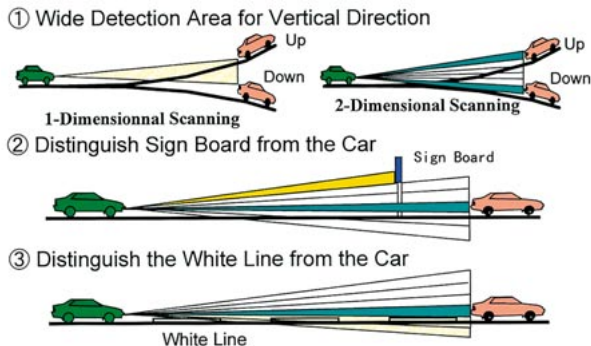 ① Wide Detection Area for Vertical Direction
Up
Down
1-Dimensionnal Scanning
Up
Down
2-Dimensional Scanning
② Distinguish Sign Board from the Car
Sign Board
③ Distinguish the White Line from the Car
White Line